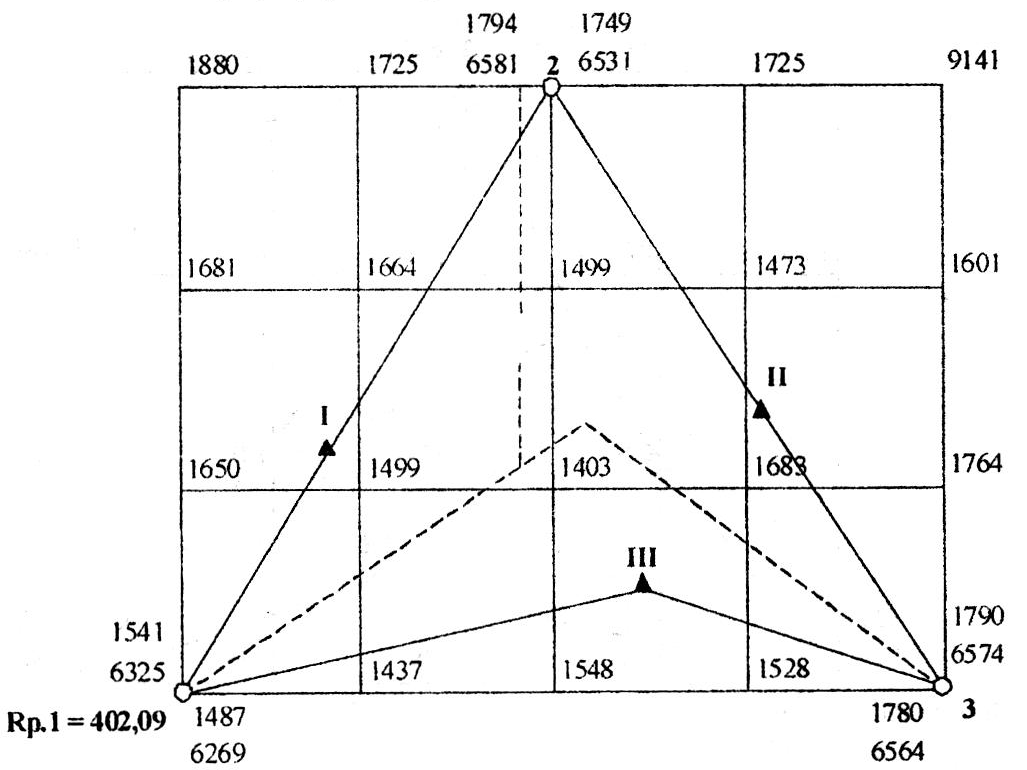 1794 1749
1880 1725 6581 2 6531 1725 9141
1681 1664 1499 1473 1601
II
I
1650 1499 1403 1683 1764
III
1541 1790
6325 1437 1548 1528 6574
Rp.1 = 402,09 1487 1780 3
6269 6564